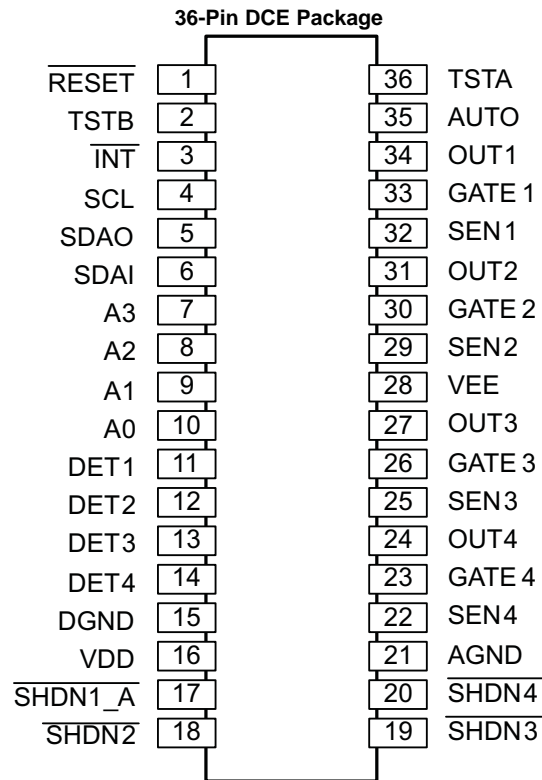 36-Pin DCE Package
RESET 1 36 TSTA
TSTB 2 35 AUTO
INT 3 34 OUT1
SCL 4 33 GATE 1
SDAO 5 32 SEN1
SDAI 6 31 OUT2
A3 7 30 GATE 2
A2 8 29 SEN2
A1 9 28 VEE
A0 10 27 OUT3
DET1 11 26 GATE 3
DET2 12 25 SEN3
DET3 13 24 OUT4
DET4 14 23 GATE 4
DGND 15 22 SEN4
VDD 16 21 AGND
SHDN1_A 17 20 SHDN4
SHDN2 18 19 SHDN3